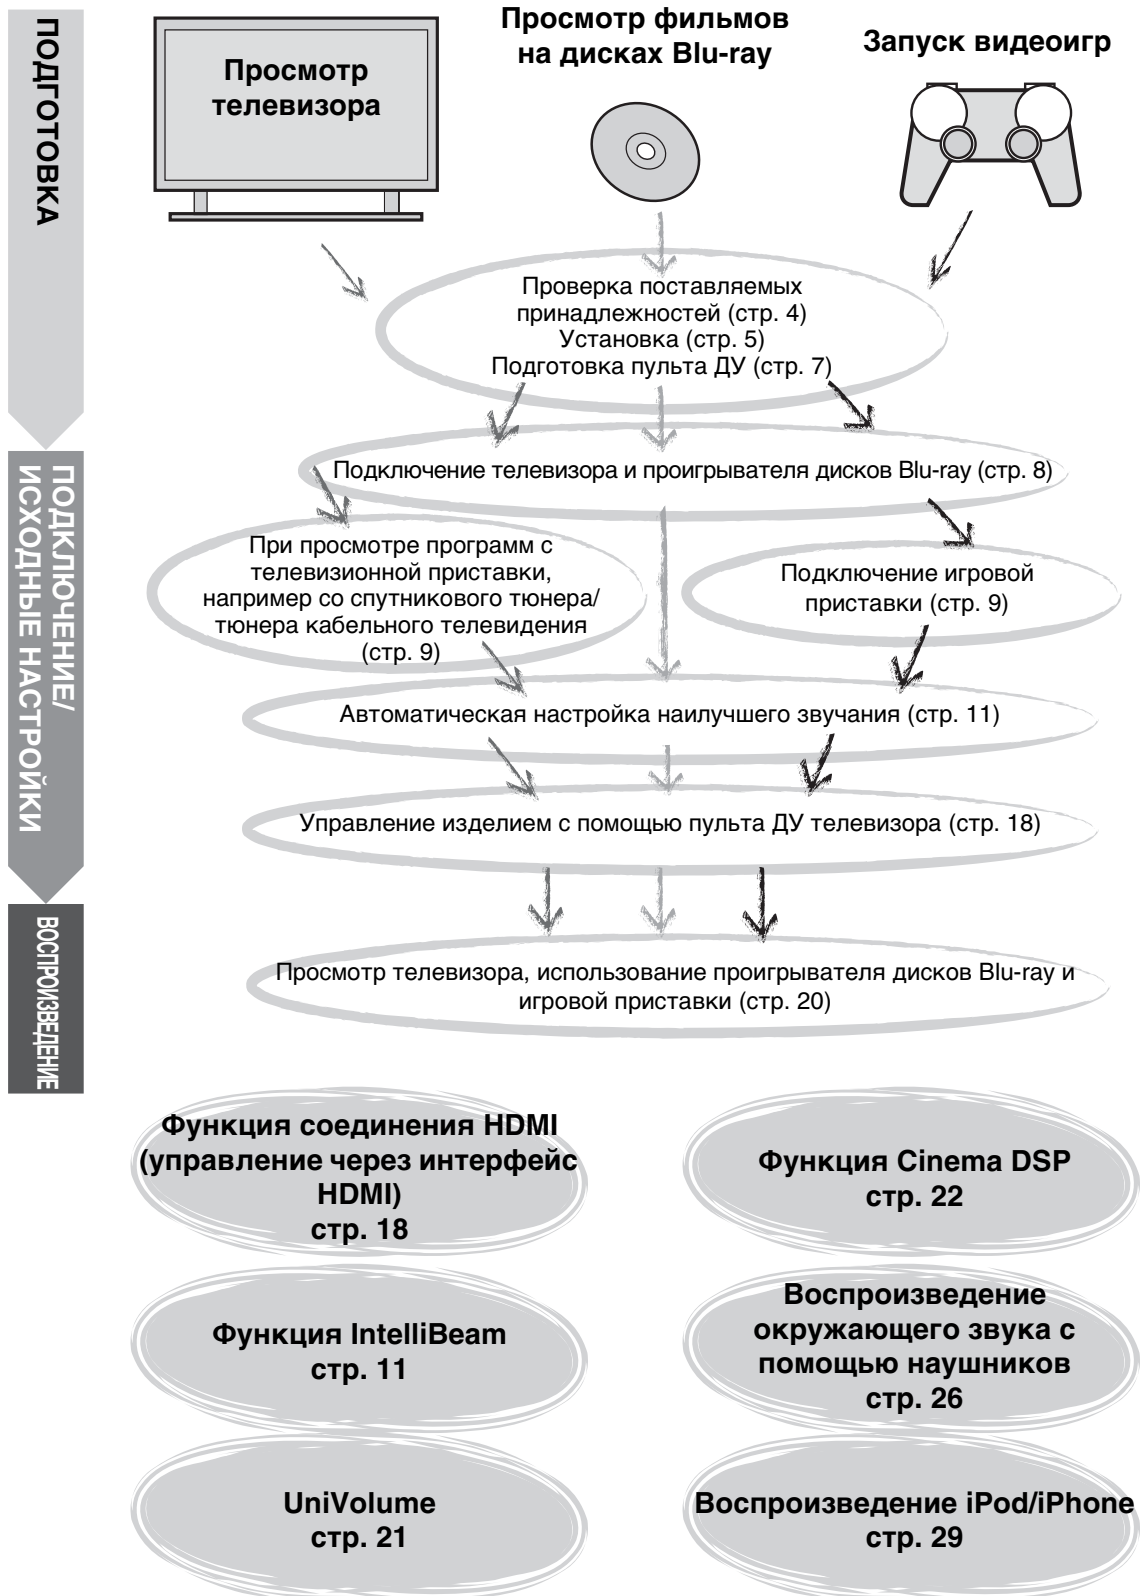 ПОДГОТОВКА
Просмотр
телевизора
Просмотр фильмов
на дисках Blu-ray
Запуск видеоигр
Проверка поставляемых
принадлежностей (стр. 4)
Установка (стр. 5)
Подготовка пульта ДУ (стр. 7)
ПОДКЛЮЧЕНИЕ/
ИСХОДНЫЕ НАСТРОЙКИ
Подключение телевизора и проигрывателя дисков Blu-ray (стр. 8)
При просмотре программ с
телевизионной приставки,
например со спутникового тюнера/
тюнера кабельного телевидения
(стр. 9)
Подключение игровой
приставки (стр. 9)
Автоматическая настройка наилучшего звучания (стр. 11)
Управление изделием с помощью пульта ДУ телевизора (стр. 18)
ВОСПРОИЗВЕДЕНИЕ
Просмотр телевизора, использование проигрывателя дисков Blu-ray и
игровой приставки (стр. 20)
Функция соединения HDMI
(управление через интерфейс
HDMI)
стр. 18
Функция Cinema DSP
стр. 22
Функция IntelliBeam
стр. 11
Воспроизведение
окружающего звука с
помощью наушников
стр. 26
UniVolume
стр. 21
Воспроизведение iPod/iPhone
стр. 29